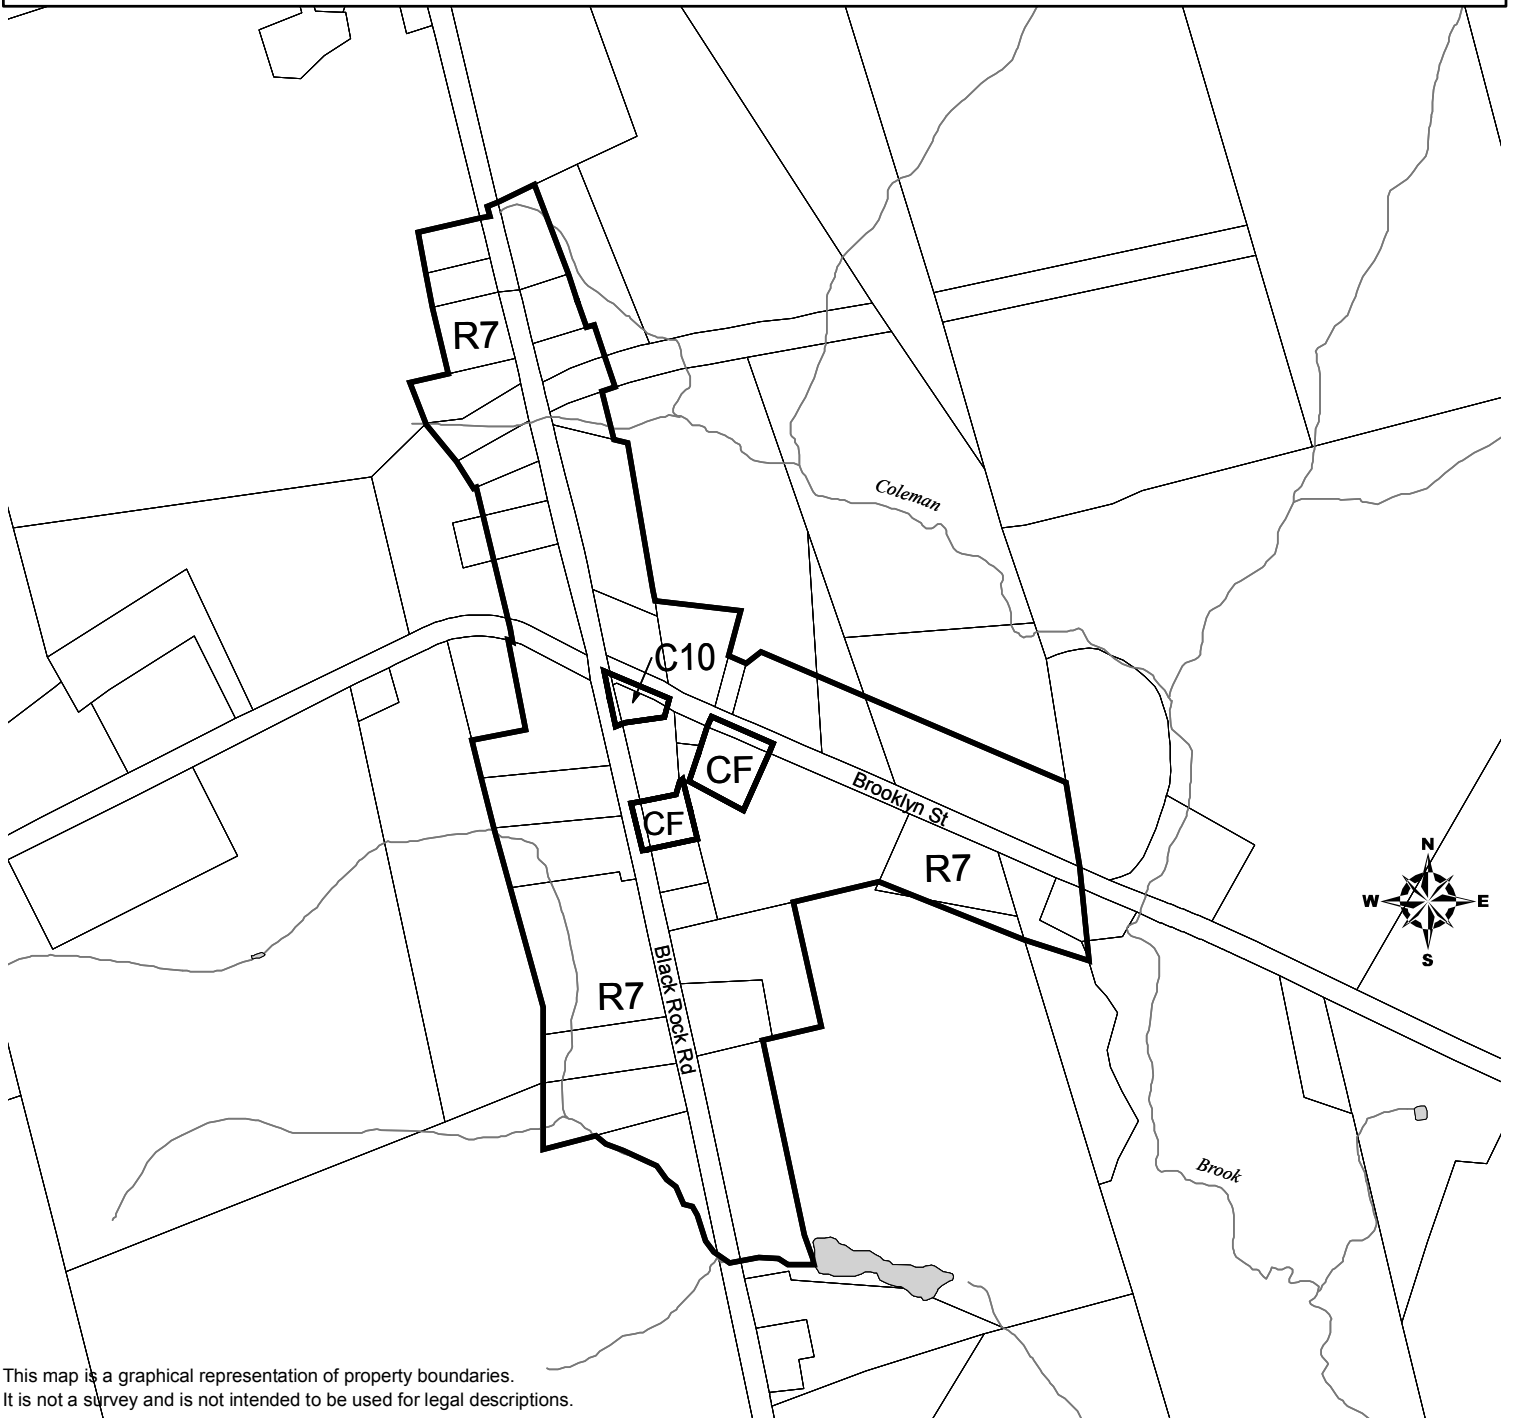 R7
Coleman
C10
CF
Brooklyn St
CF
R7
N
W E
S
R7
Black Rock Rd
Brook
This map is a graphical representation of property boundaries.
It is not a survey and is not intended to be used for legal descriptions.